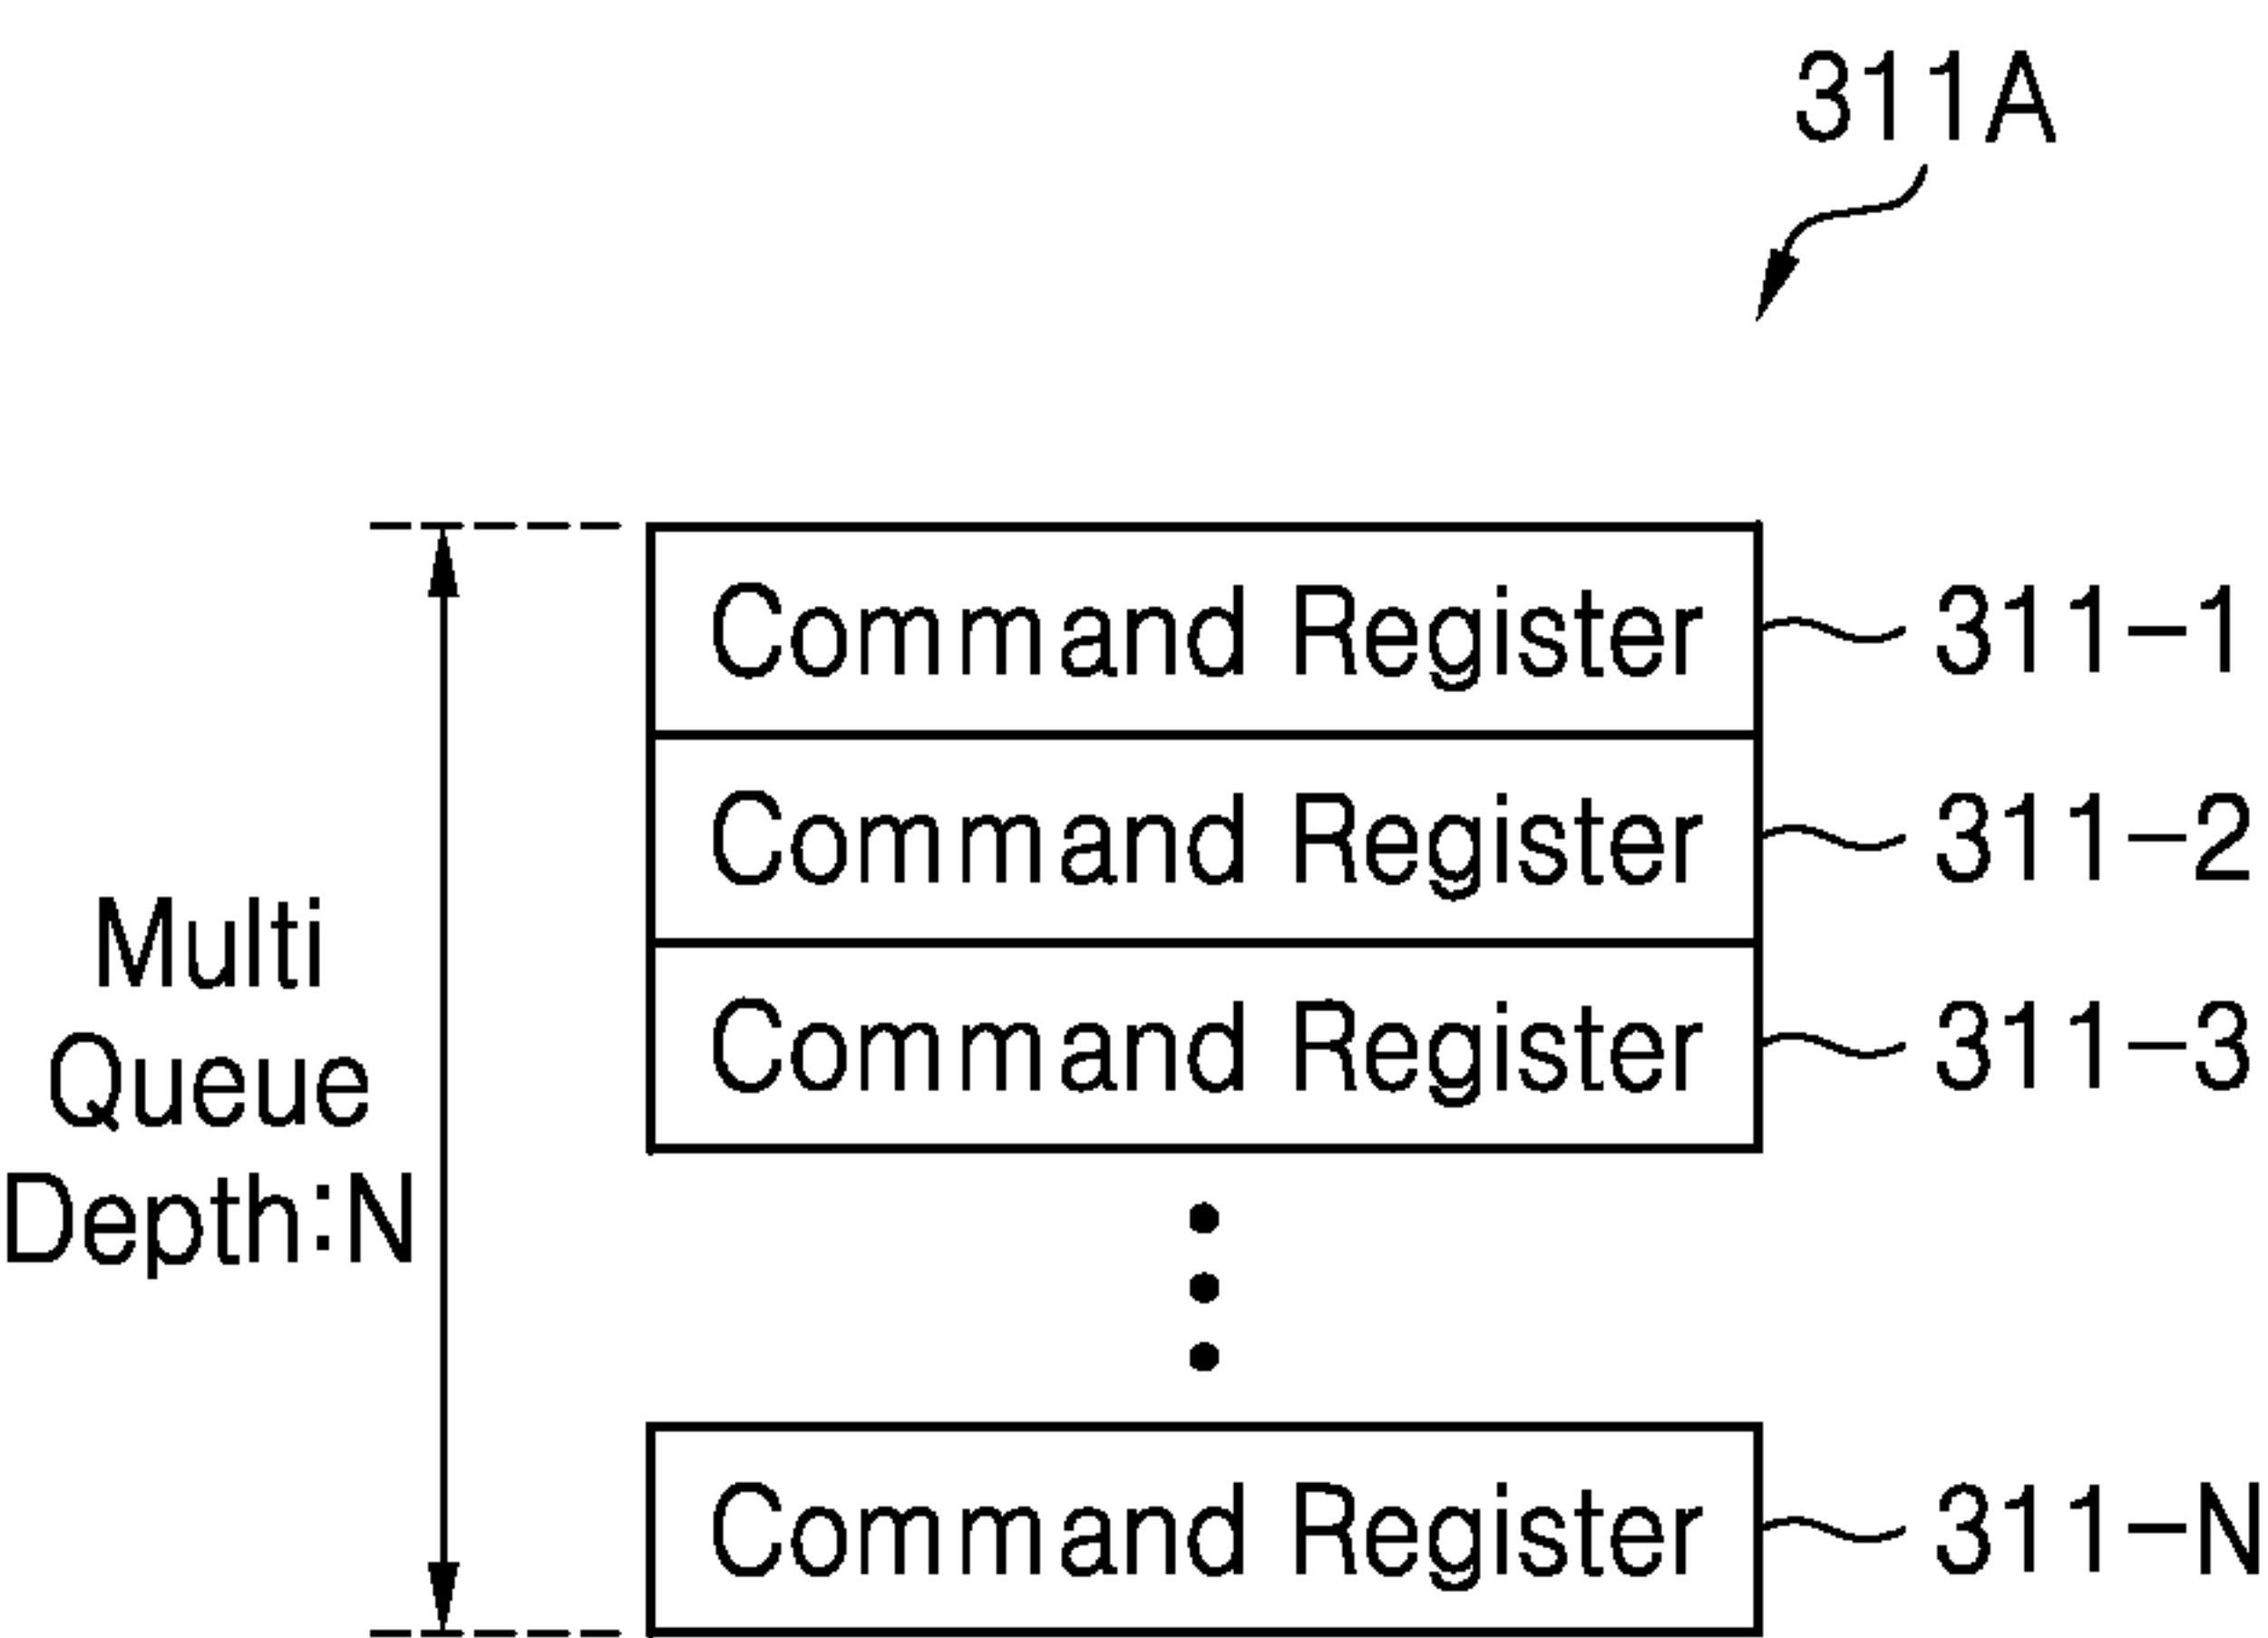 311A
Command Register 311-1
Command Register 311-2
Command Register 311-3
Multi
Queue
Depth:N
Command Register 311-N